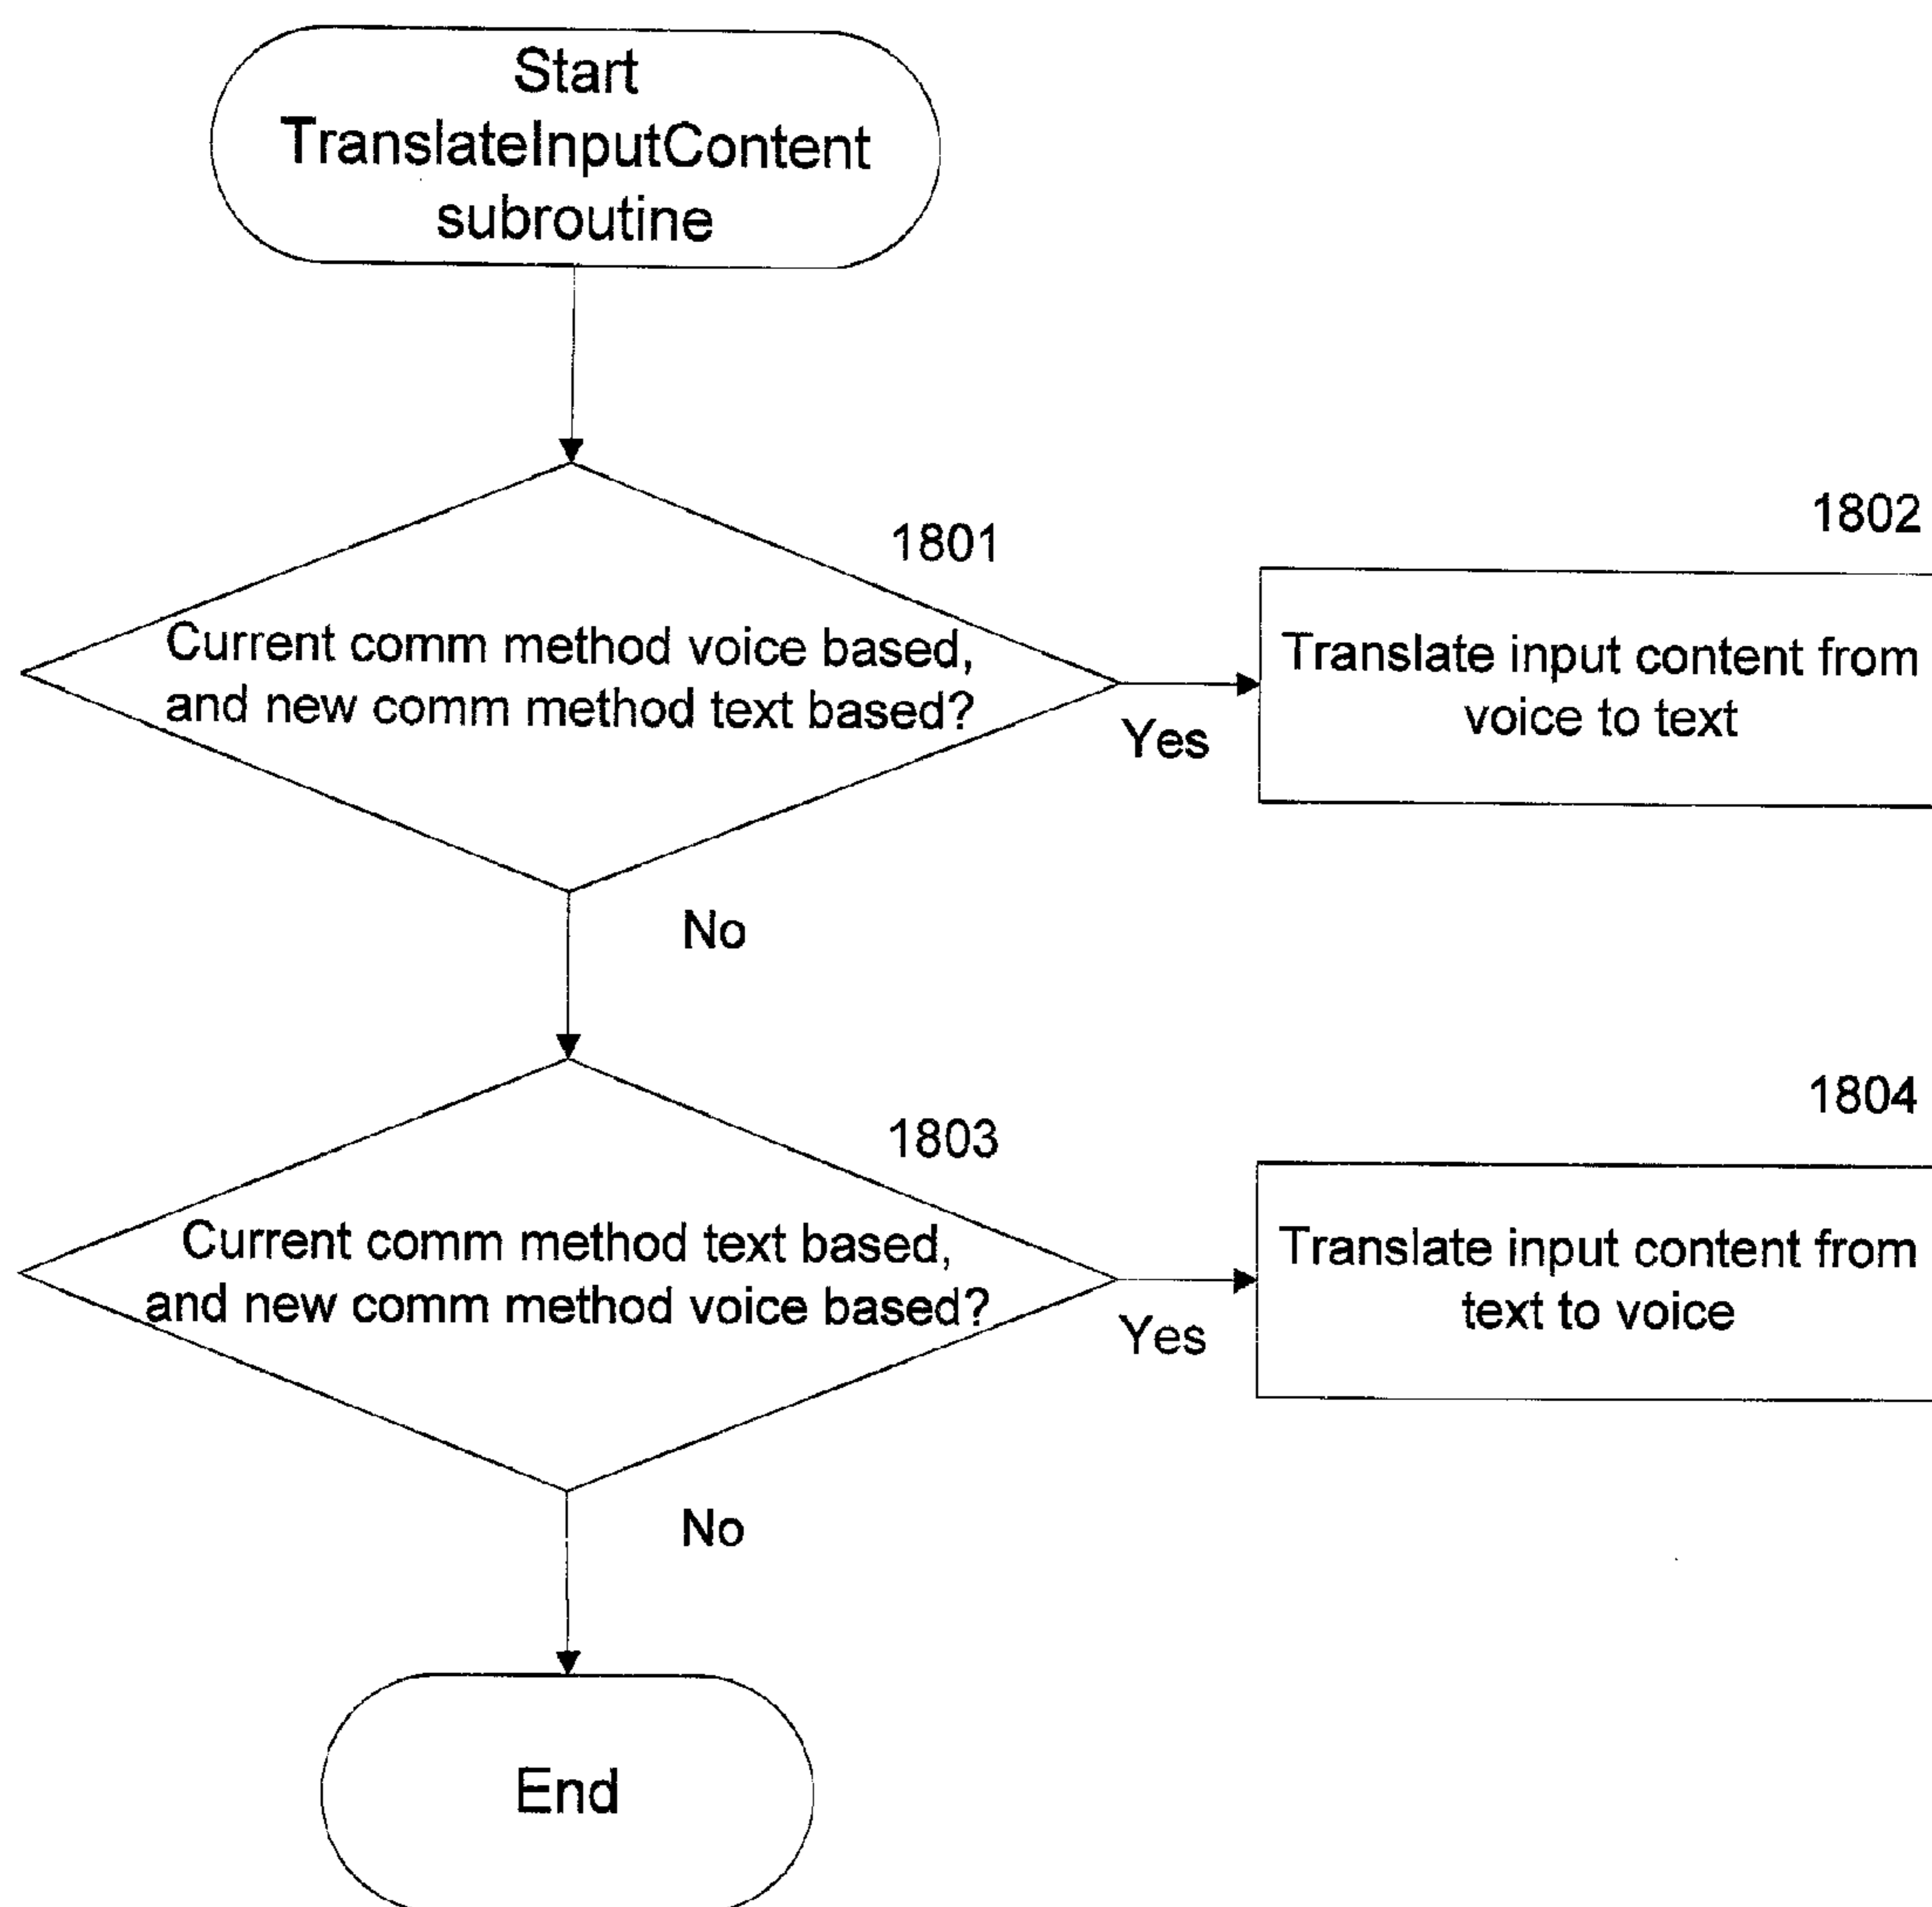 Start
TranslateInputContent
subroutine
1801
Current comm method voice based,
and new comm method text based?
Yes
1802
Translate input content from
voice to text
No
1803
Current comm method text based,
and new comm method voice based?
Yes
1804
Translate input content from
text to voice
No
End